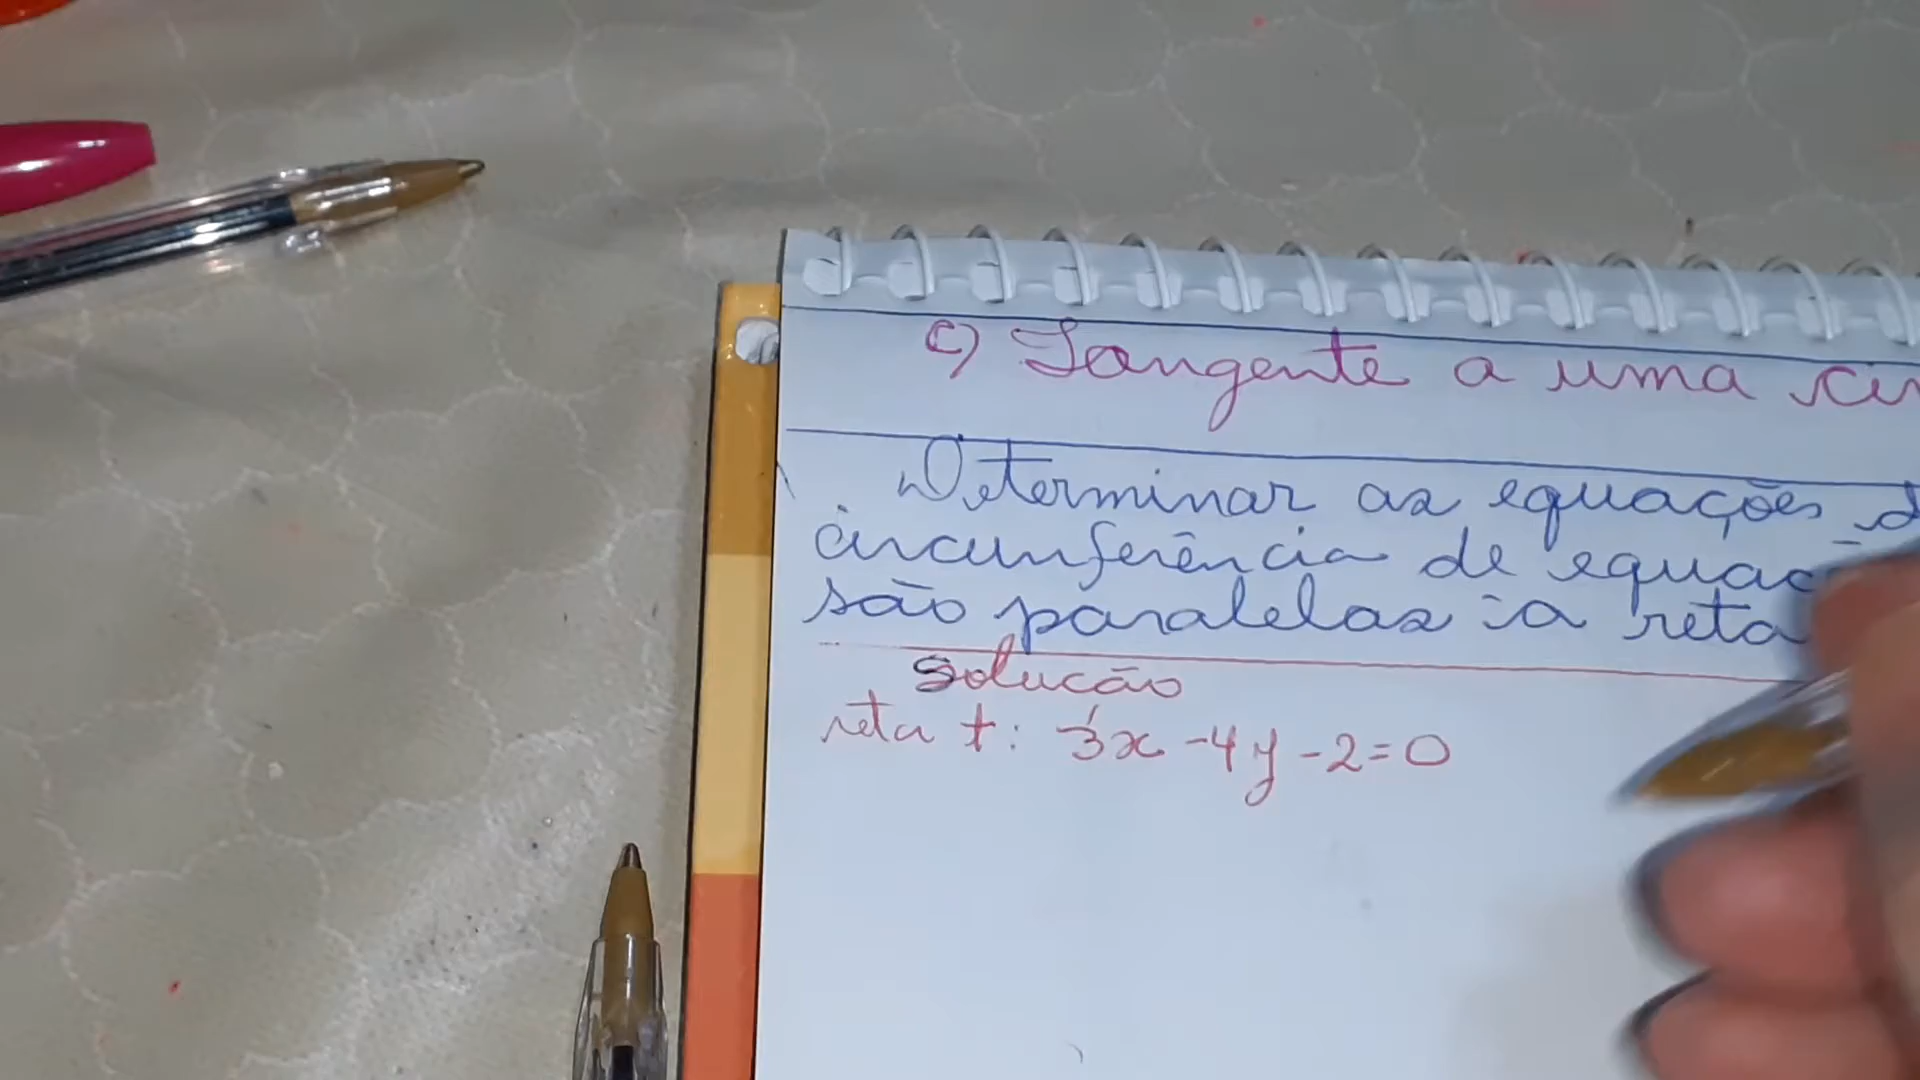 c) Tangente a uma
Determinar as equações
circunferência de
são paralelas à reta
Solução
reta t: 3x - 4y - 2 = 0